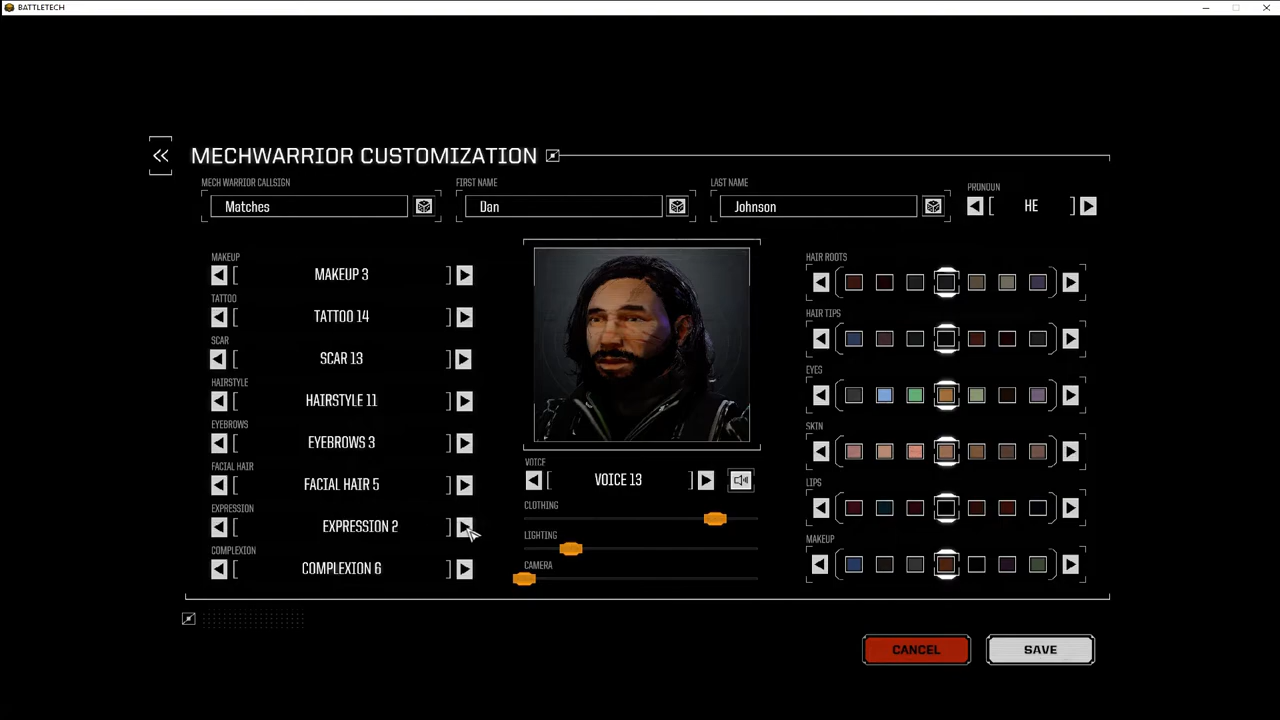 BATTLETECH
MECHWARRIOR CUSTOMIZATION
MECH WARRIOR CALLSIGN
Matches
FIRST NAME
Dan
LAST NAME
Johnson
PRONOUN
HE
MAKEUP
MAKEUP 3
TATTOO
TATTOO 14
SCAR
SCAR 13
HAIRSTYLE
HAIRSTYLE 11
EYEBROWS
EYEBROWS 3
FACIAL HAIR
FACIAL HAIR 5
EXPRESSION
EXPRESSION 2
COMPLEXION
COMPLEXION 6
VOICE
VOICE 13
CLOTHING
LIGHTING
CAMERA
HAIR ROOTS
HAIR TIPS
EYES
SKIN
LIPS
MAKEUP
CANCEL
SAVE